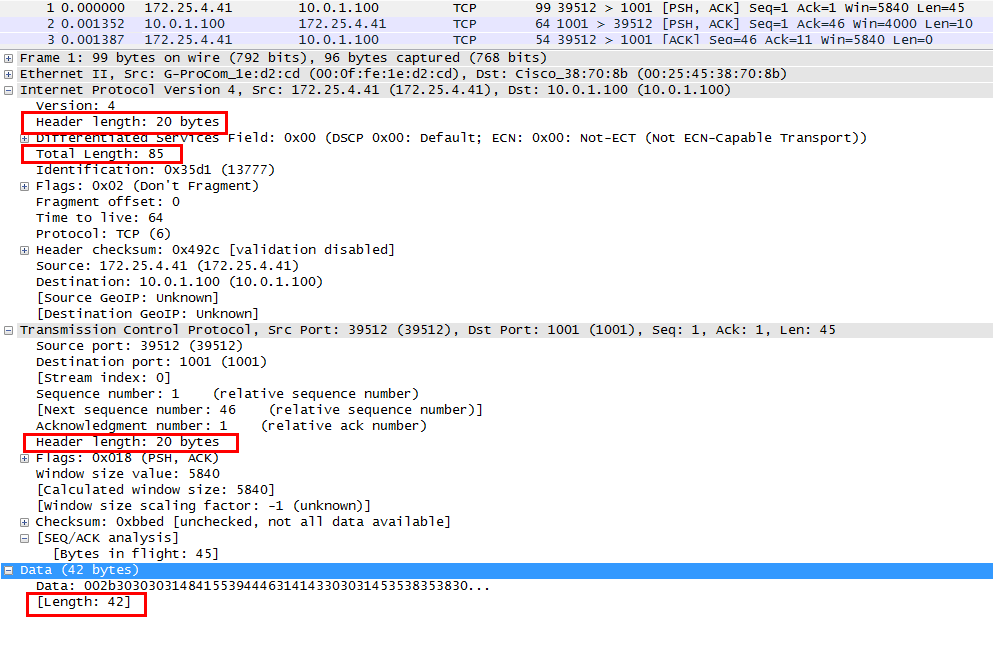 1 0.000000 172.25.4.41 10.0.1.100 TCP 99 39512 > 1001 [PSH, ACK] Seq=1 Ack=1 Win=5840 Len=45
2 0.001352 10.0.1.100 172.25.4.41 TCP 64 1001 > 39512 [PSH, ACK] Seq=1 Ack=46 Win=4000 Len=10
3 0.001387 172.25.4.41 10.0.1.100 TCP 54 39512 > 1001 [ACK] Seq=46 Ack=11 Win=5840 Len=0
Frame 1: 99 bytes on wire (792 bits), 96 bytes captured (768 bits)
Ethernet II, Src: G-ProCom_1e:d2:cd (00:0f:fe:1e:d2:cd), Dst: Cisco_38:70:8b (00:25:45:38:70:8b)
Internet Protocol Version 4, Src: 172.25.4.41 (172.25.4.41), Dst: 10.0.1.100 (10.0.1.100)
Version: 4
Header length: 20 bytes
Differentiated Services Field: 0x00 (DSCP 0x00: Default; ECN: 0x00: Not-ECT (Not ECN-Capable Transport))
Total Length: 85
Identification: 0x35d1 (13777)
Flags: 0x02 (Don't Fragment)
Fragment offset: 0
Time to live: 64
Protocol: TCP (6)
Header checksum: 0x492c [validation disabled]
Source: 172.25.4.41 (172.25.4.41)
Destination: 10.0.1.100 (10.0.1.100)
[Source GeoIP: Unknown]
[Destination GeoIP: Unknown]
Transmission Control Protocol, Src Port: 39512 (39512), Dst Port: 1001 (1001), Seq: 1, Ack: 1, Len: 45
Source port: 39512 (39512)
Destination port: 1001 (1001)
[Stream index: 0]
Sequence number: 1 (relative sequence number)
[Next sequence number: 46 (relative sequence number)]
Acknowledgment number: 1 (relative ack number)
Header length: 20 bytes
Flags: 0x018 (PSH, ACK)
Window size value: 5840
[Calculated window size: 5840]
[Window size scaling factor: -1 (unknown)]
Checksum: 0xbbed [unchecked, not all data available]
[SEQ/ACK analysis]
[Bytes in flight: 45]
Data (42 bytes)
Data: 002b30303031484155394446314143303031453538353830...
[Length: 42]